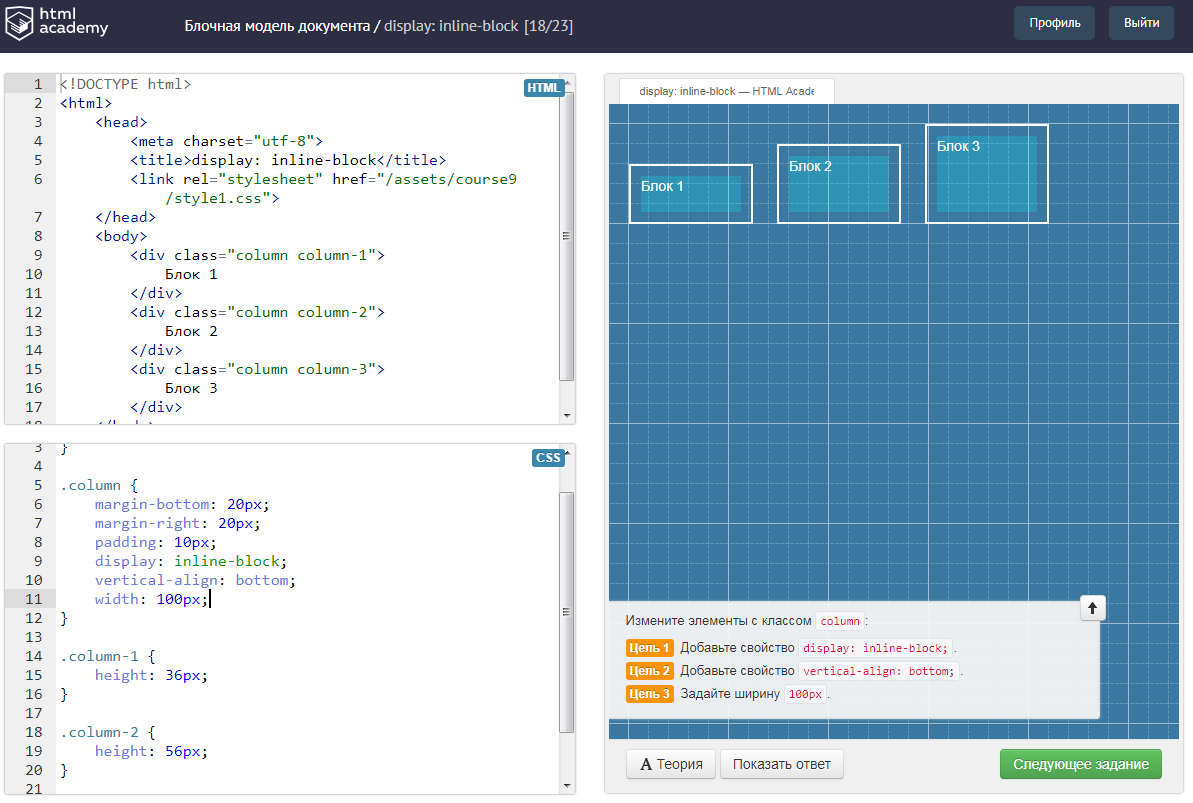 html
academy
Блочная модель документа / display: inline-block [18/23]
Профиль
Выйти
HTML
1 <!DOCTYPE html>
2 <html>
3 <head>
4 <meta charset="utf-8">
5 <title>display: inline-block</title>
6 <link rel="stylesheet" href="/assets/course9
/style1.css">
7 </head>
8 <body>
9 <div class="column column-1">
10 Блок 1
11 </div>
12 <div class="column column-2">
13 Блок 2
14 </div>
15 <div class="column column-3">
16 Блок 3
17 </div>
CSS
3 }
4
5 .column {
6 margin-bottom: 20px;
7 margin-right: 20px;
8 padding: 10px;
9 display: inline-block;
10 vertical-align: bottom;
11 width: 100px;
12 }
13
14 .column-1 {
15 height: 36px;
16 }
17
18 .column-2 {
19 height: 56px;
20 }
21
display: inline-block — HTML Acade
Блок 1
Блок 2
Блок 3
Измените элементы с классом column :
Цель 1 Добавьте свойство display: inline-block; .
Цель 2 Добавьте свойство vertical-align: bottom; .
Цель 3 Задайте ширину 100px .
A Теория
Показать ответ
Следующее задание